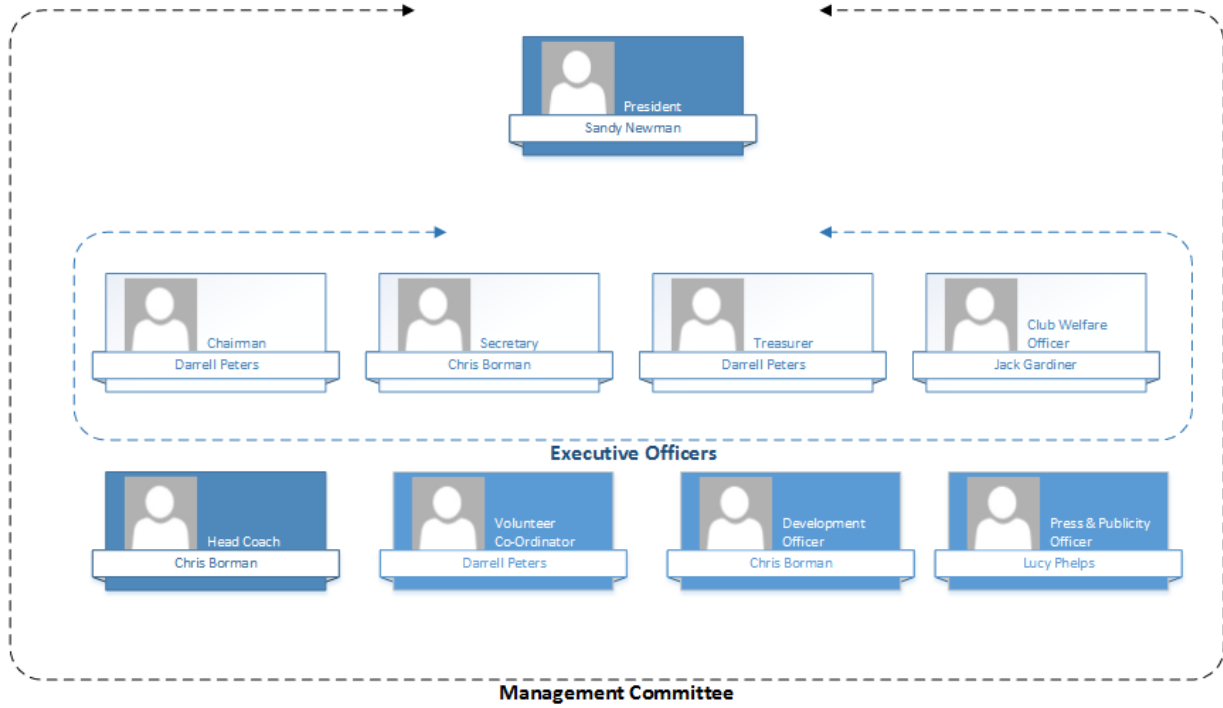 President
Sandy Newman
Chairman
Darrell Peters
Secretary
Chris Borman
Treasurer
Darrell Peters
Club Welfare
Officer
Jack Gardiner
Executive Officers
Head Coach
Chris Borman
Volunteer
Co-Ordinator
Darrell Peters
Development
Officer
Chris Borman
Press & Publicity
Officer
Lucy Phelps
Management Committee